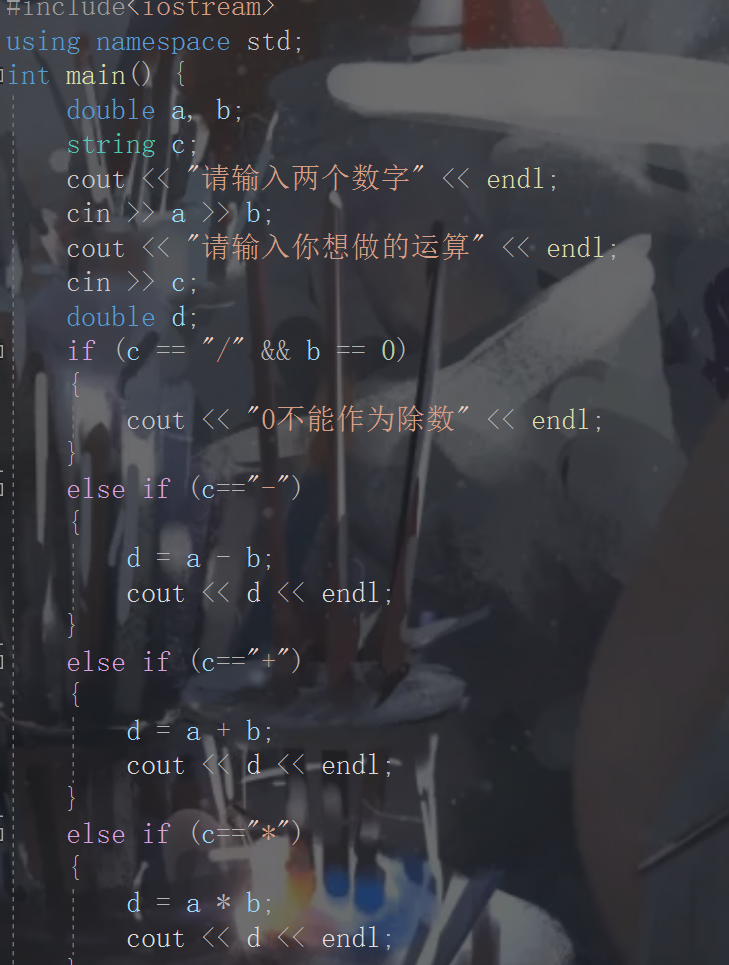 #include<iostream>
using namespace std;
int main() {
double a, b;
string c;
cout << "请输入两个数字" << endl;
cin >> a >> b;
cout << "请输入你想做的运算" << endl;
cin >> c;
double d;
if (c == "/" && b == 0)
{
cout << "0不能作为除数" << endl;
}
else if (c=="-")
{
d = a - b;
cout << d << endl;
}
else if (c=="+")
{
d = a + b;
cout << d << endl;
}
else if (c=="*")
{
d = a * b;
cout << d << endl;
}